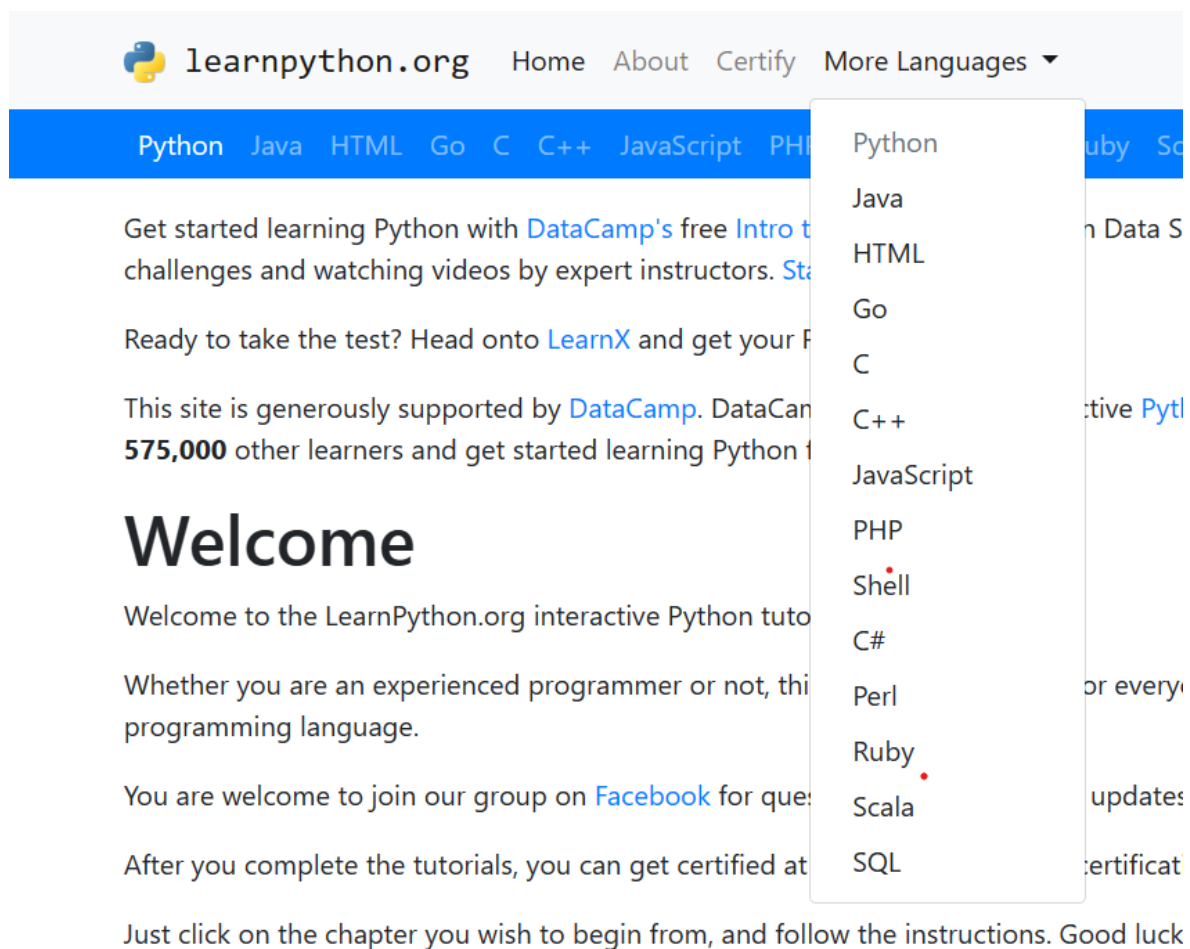 learnpython.org Home About Certify More Languages
Python Java HTML Go C C++ JavaScript uby
Get started learning Python with DataCamp's free Intro Data
challenges and watching videos by expert instructors.
Ready to take the test? Head onto LearnX and get your
This site is generously supported by DataCamp. ctive
575,000 other learners and get started learning Python
Welcome
Welcome to the LearnPython.org interactive Python tuto
Whether you are an experienced programmer or not, thi or
programming language.
You are welcome to join our group on Facebook for ques updates
After you complete the tutorials, you can get certified at
Just click on the chapter you wish to begin from, and follow the instructions. Good luck
Python
Java
HTML
Go
C
C++
JavaScript
PHP
Shell
C#
Perl
Ruby
Scala
SQL